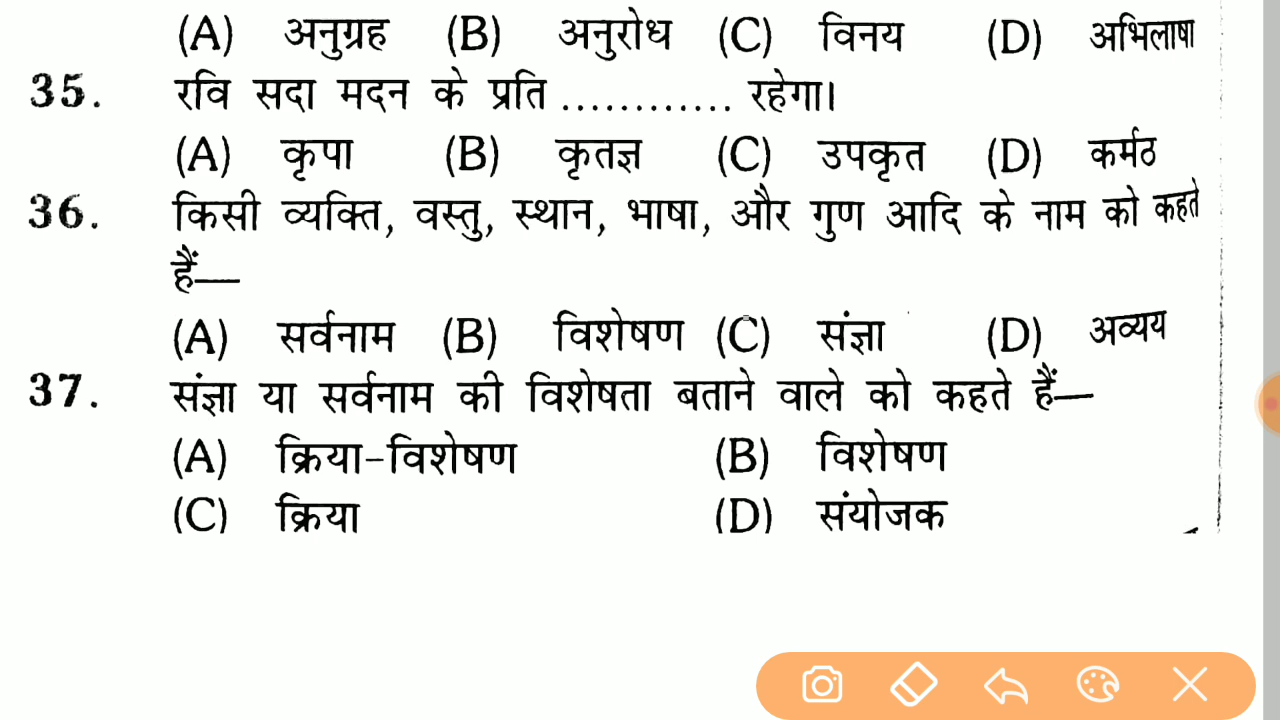 (A) अनुग्रह (B) अनुरोध (C) विनय (D) अभिलाषा
35. रवि सदा मदन के प्रति ............ रहेगा।
(A) कृपा (B) कृतज्ञ (C) उपकृत (D) कर्मठ
36. किसी व्यक्ति, वस्तु, स्थान, भाषा, और गुण आदि के नाम को कहते
हैं—
(A) सर्वनाम (B) विशेषण (C) संज्ञा (D) अव्यय
37. संज्ञा या सर्वनाम की विशेषता बताने वाले को कहते हैं—
(A) क्रिया-विशेषण (B) विशेषण
(C) क्रिया (D) संयोजक